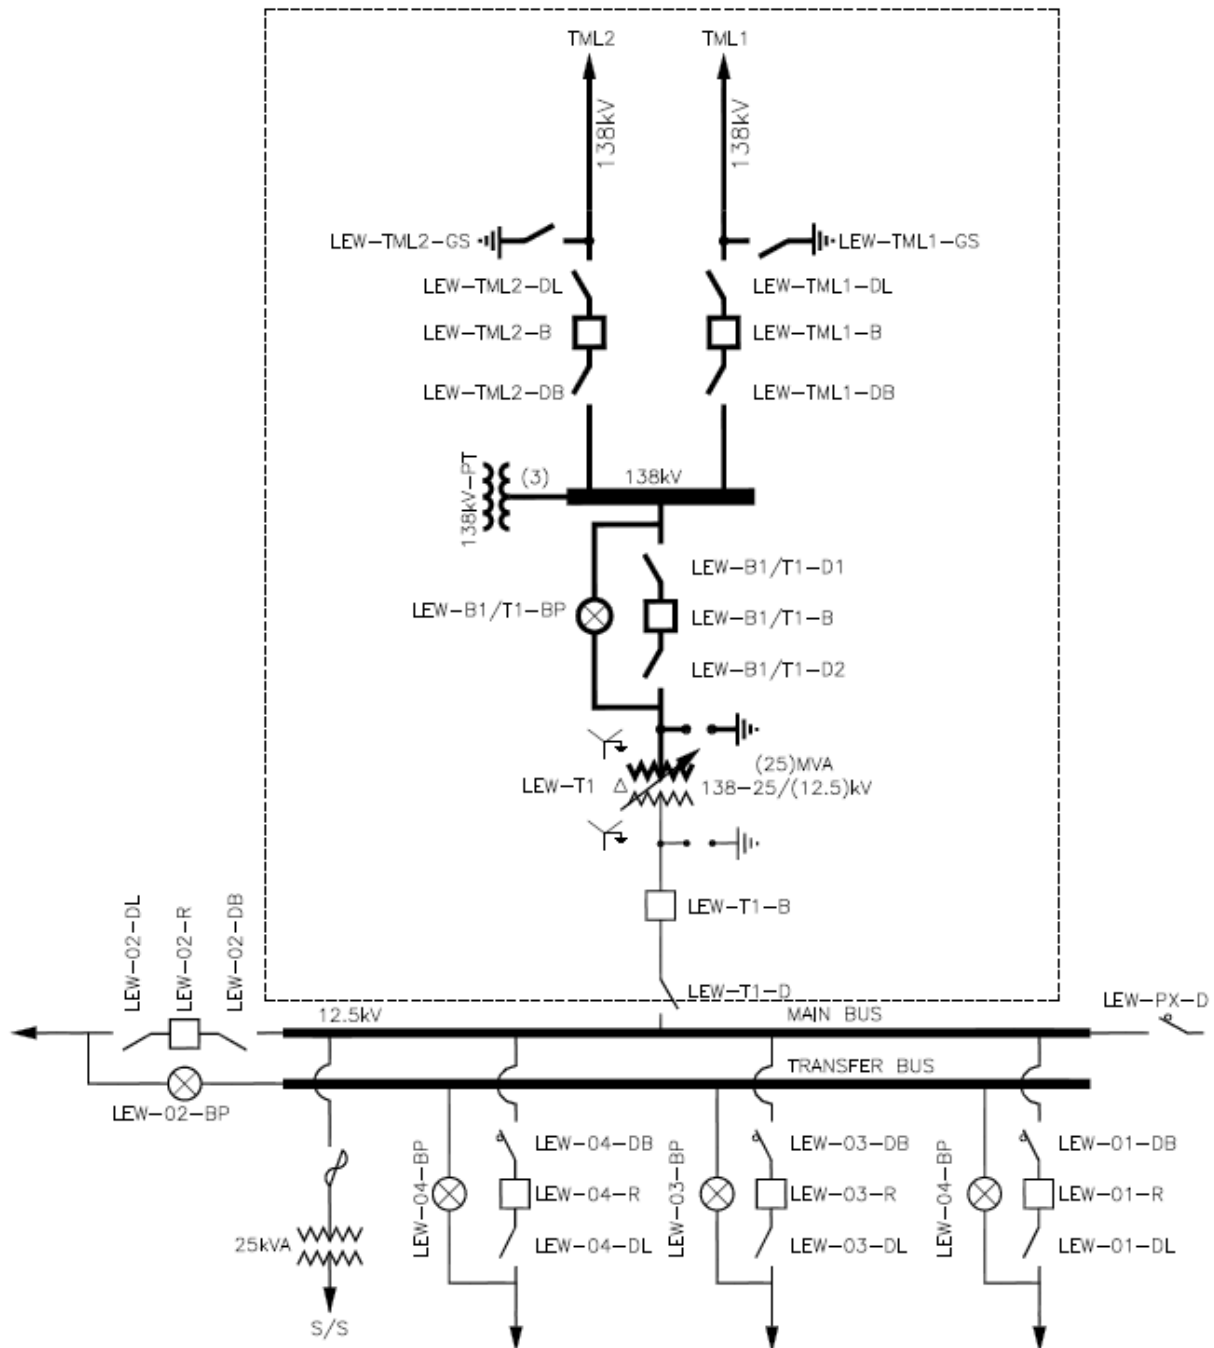 TML2
TML1
138kV
138kV
LEW-TML2-GS
LEW-TML1-GS
LEW-TML2-DL
LEW-TML1-DL
LEW-TML2-B
LEW-TML1-B
LEW-TML2-DB
LEW-TML1-DB
138kV-PT
(3)
138kV
LEW-B1/T1-D1
LEW-B1/T1-BP
LEW-B1/T1-B
LEW-B1/T1-D2
(25)MVA
LEW-T1
138-25/(12.5)kV
LEW-T1-B
LEW-02-DL
LEW-02-R
LEW-02-DB
LEW-T1-D
LEW-PX-D
12.5kV
MAIN BUS
TRANSFER BUS
LEW-02-BP
LEW-04-BP
LEW-04-DB
LEW-04-R
LEW-04-DL
LEW-03-BP
LEW-03-DB
LEW-03-R
LEW-03-DL
LEW-04-BP
LEW-01-DB
LEW-01-R
LEW-01-DL
25kVA
S/S